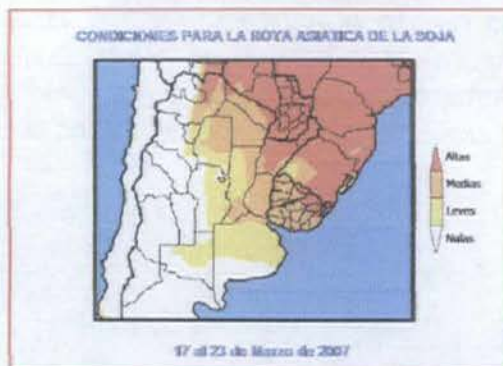 CONDICIONES PARA LA ROYA ASIATICA DE LA SOJA
Altas
Medias
Leves
Nulas
17 al 23 de Marzo de 2007